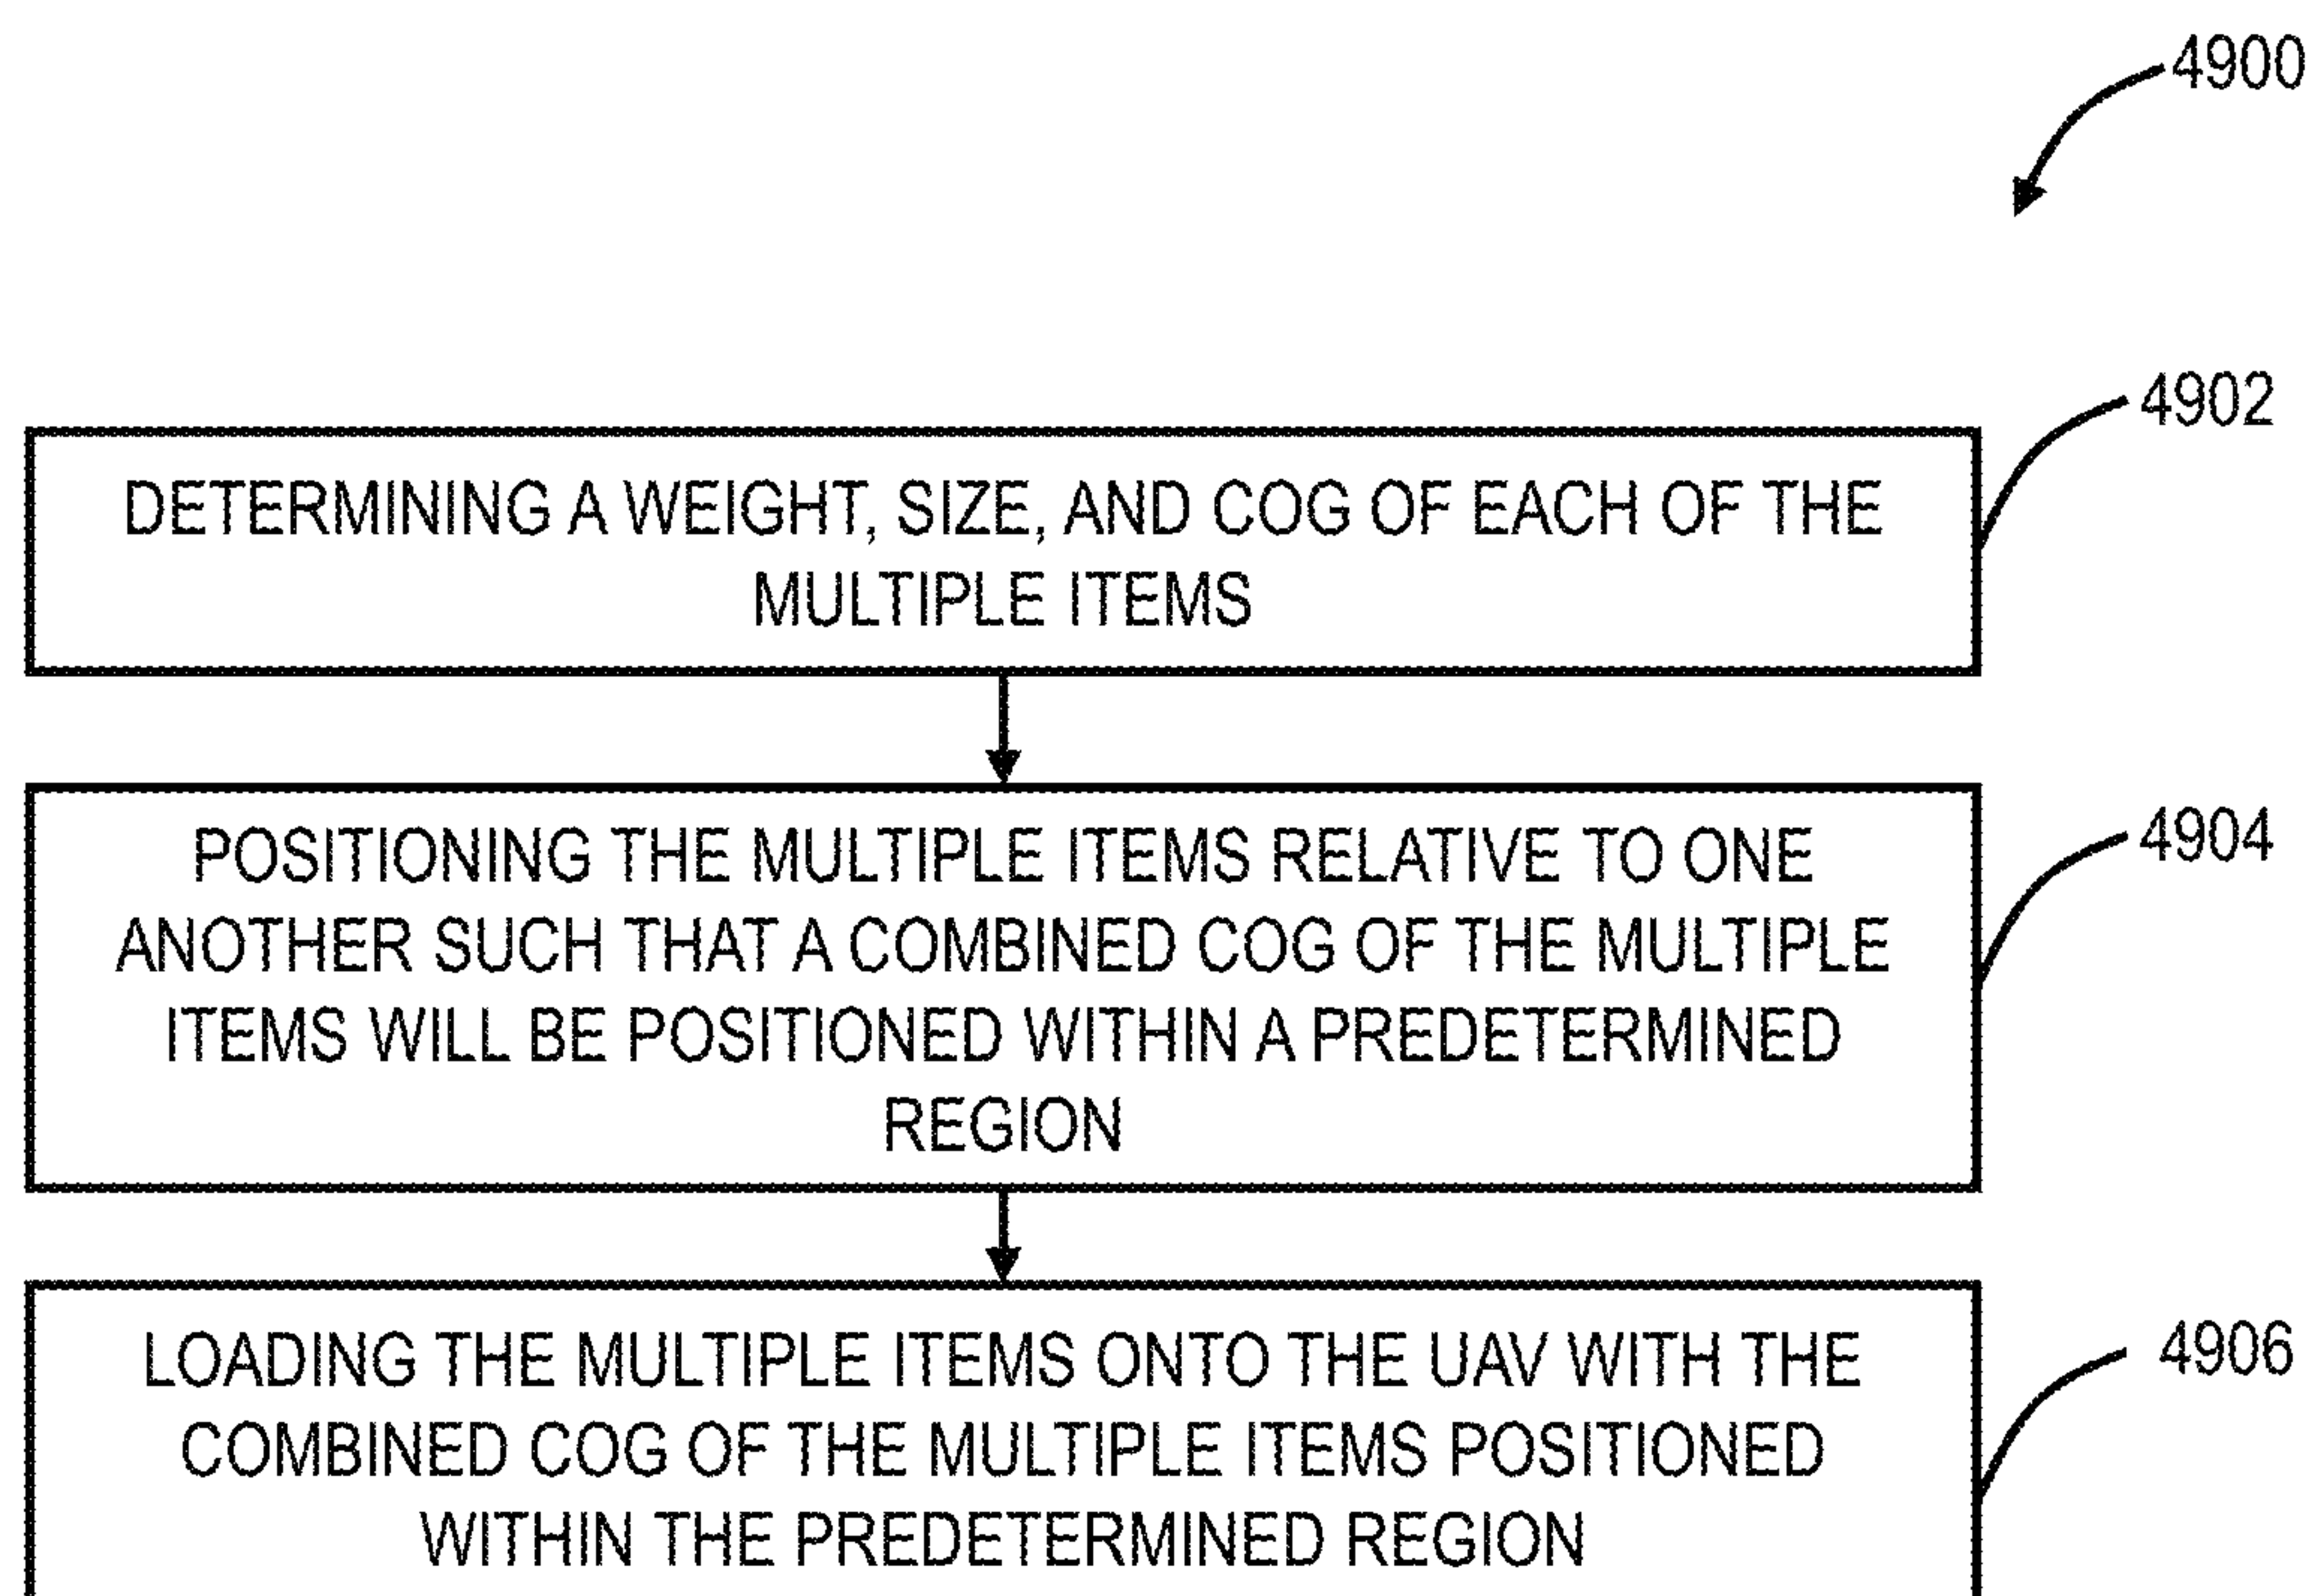 4900
4902
DETERMINING A WEIGHT, SIZE, AND COG OF EACH OF THE
MULTIPLE ITEMS
4904
POSITIONING THE MULTIPLE ITEMS RELATIVE TO ONE
ANOTHER SUCH THAT A COMBINED COG OF THE MULTIPLE
ITEMS WILL BE POSITIONED WITHIN A PREDETERMINED
REGION
4906
LOADING THE MULTIPLE ITEMS ONTO THE UAV WITH THE
COMBINED COG OF THE MULTIPLE ITEMS POSITIONED
WITHIN THE PREDETERMINED REGION